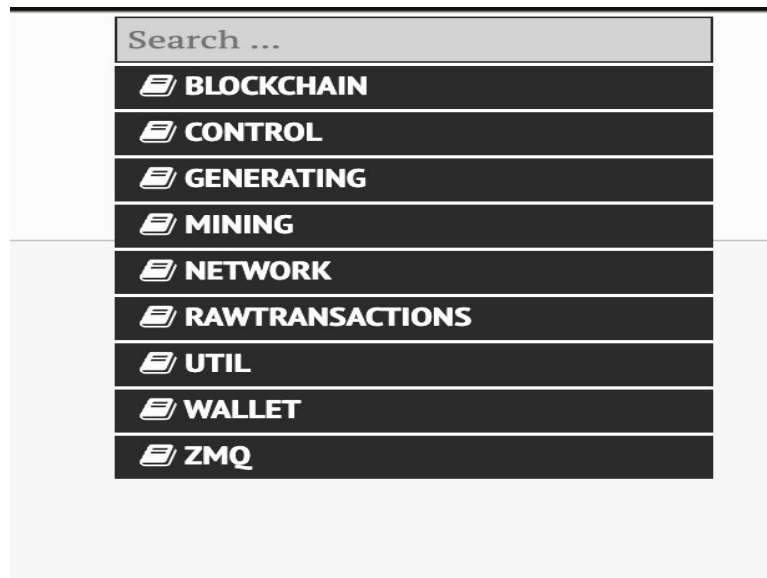 Search ...
BLOCKCHAIN
CONTROL
GENERATING
MINING
NETWORK
RAWTRANSACTIONS
UTIL
WALLET
ZMQ